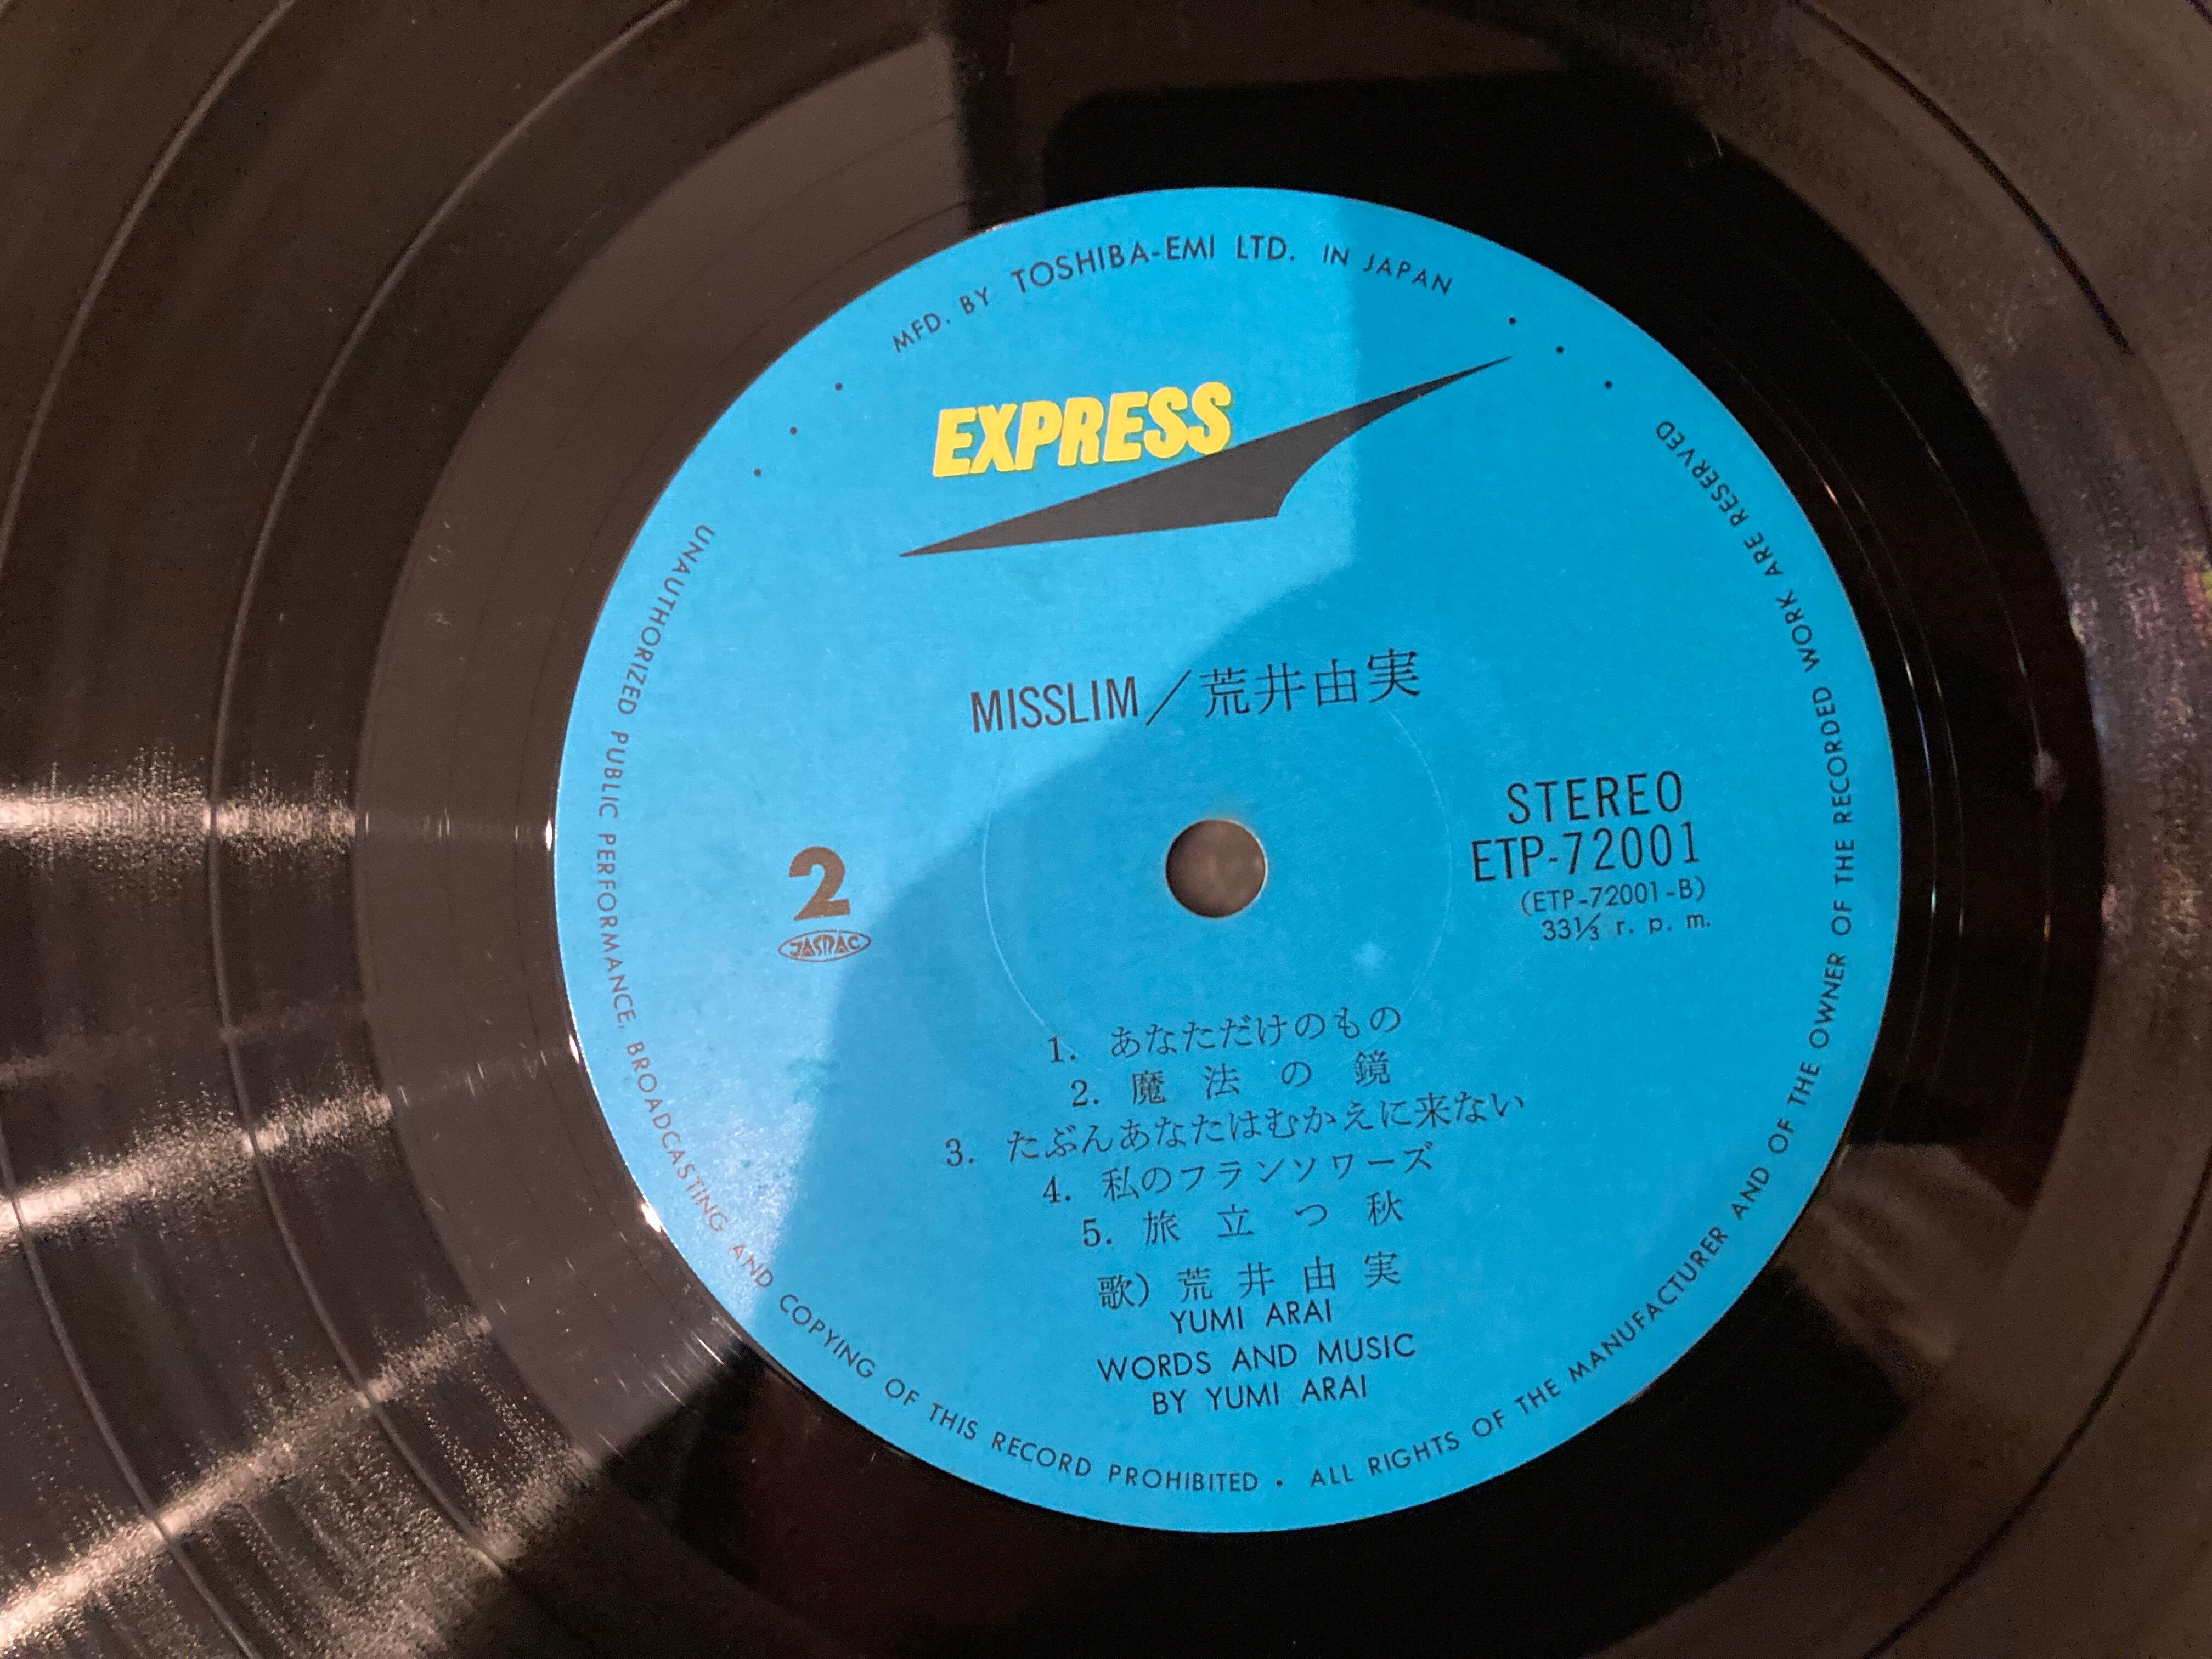 MFD. BY TOSHIBA-EMI LTD. IN JAPAN
EXPRESS
MISSLIM／荒井由実
STEREO
ETP-72001
(ETP-72001-B)
33⅓ r. p. m.
2
JASRAC
1. あなただけのもの
2. 魔法の鏡
3. たぶんあなたはむかえに来ない
4. 私のフランソワーズ
5. 旅立つ秋
歌) 荒井由実
YUMI ARAI
WORDS AND MUSIC
BY YUMI ARAI
UNAUTHORIZED PUBLIC PERFORMANCE, BROADCASTING AND COPYING OF THIS RECORD PROHIBITED • ALL RIGHTS OF THE MANUFACTURER AND OF THE OWNER OF THE RECORDED WORK ARE RESERVED